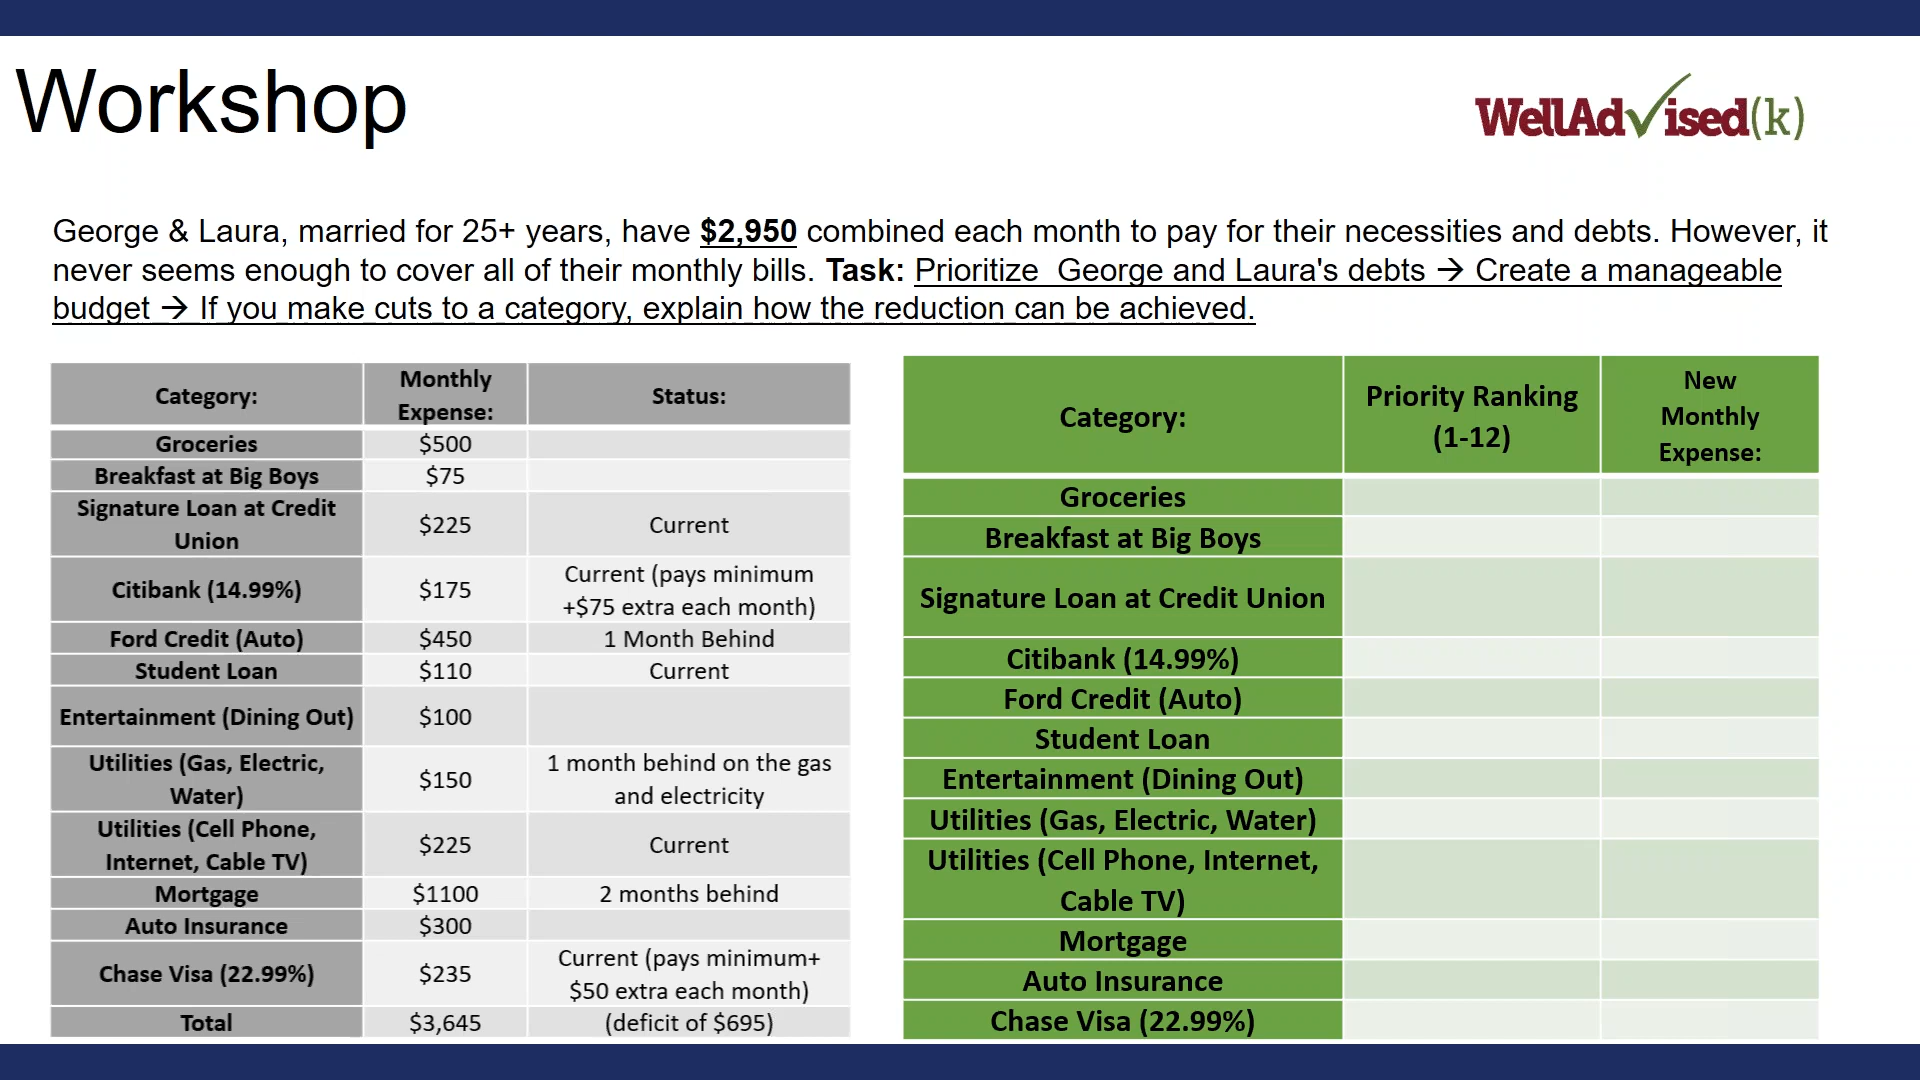 Workshop
WellAdvised(k)
George & Laura, married for 25+ years, have $2,950 combined each month to pay for their necessities and debts. However, it
never seems enough to cover all of their monthly bills. Task: Prioritize  George and Laura's debts → Create a manageable
budget → If you make cuts to a category, explain how the reduction can be achieved.
Category: Monthly Expense: Status:
Groceries $500
Breakfast at Big Boys $75
Signature Loan at Credit Union $225 Current
Citibank (14.99%) $175 Current (pays minimum +$75 extra each month)
Ford Credit (Auto) $450 1 Month Behind
Student Loan $110 Current
Entertainment (Dining Out) $100
Utilities (Gas, Electric, Water) $150 1 month behind on the gas and electricity
Utilities (Cell Phone, Internet, Cable TV) $225 Current
Mortgage $1100 2 months behind
Auto Insurance $300
Chase Visa (22.99%) $235 Current (pays minimum+ $50 extra each month)
Total $3,645 (deficit of $695)
Category: Priority Ranking (1-12) New Monthly Expense:
Groceries
Breakfast at Big Boys
Signature Loan at Credit Union
Citibank (14.99%)
Ford Credit (Auto)
Student Loan
Entertainment (Dining Out)
Utilities (Gas, Electric, Water)
Utilities (Cell Phone, Internet,
Cable TV)
Mortgage
Auto Insurance
Chase Visa (22.99%)